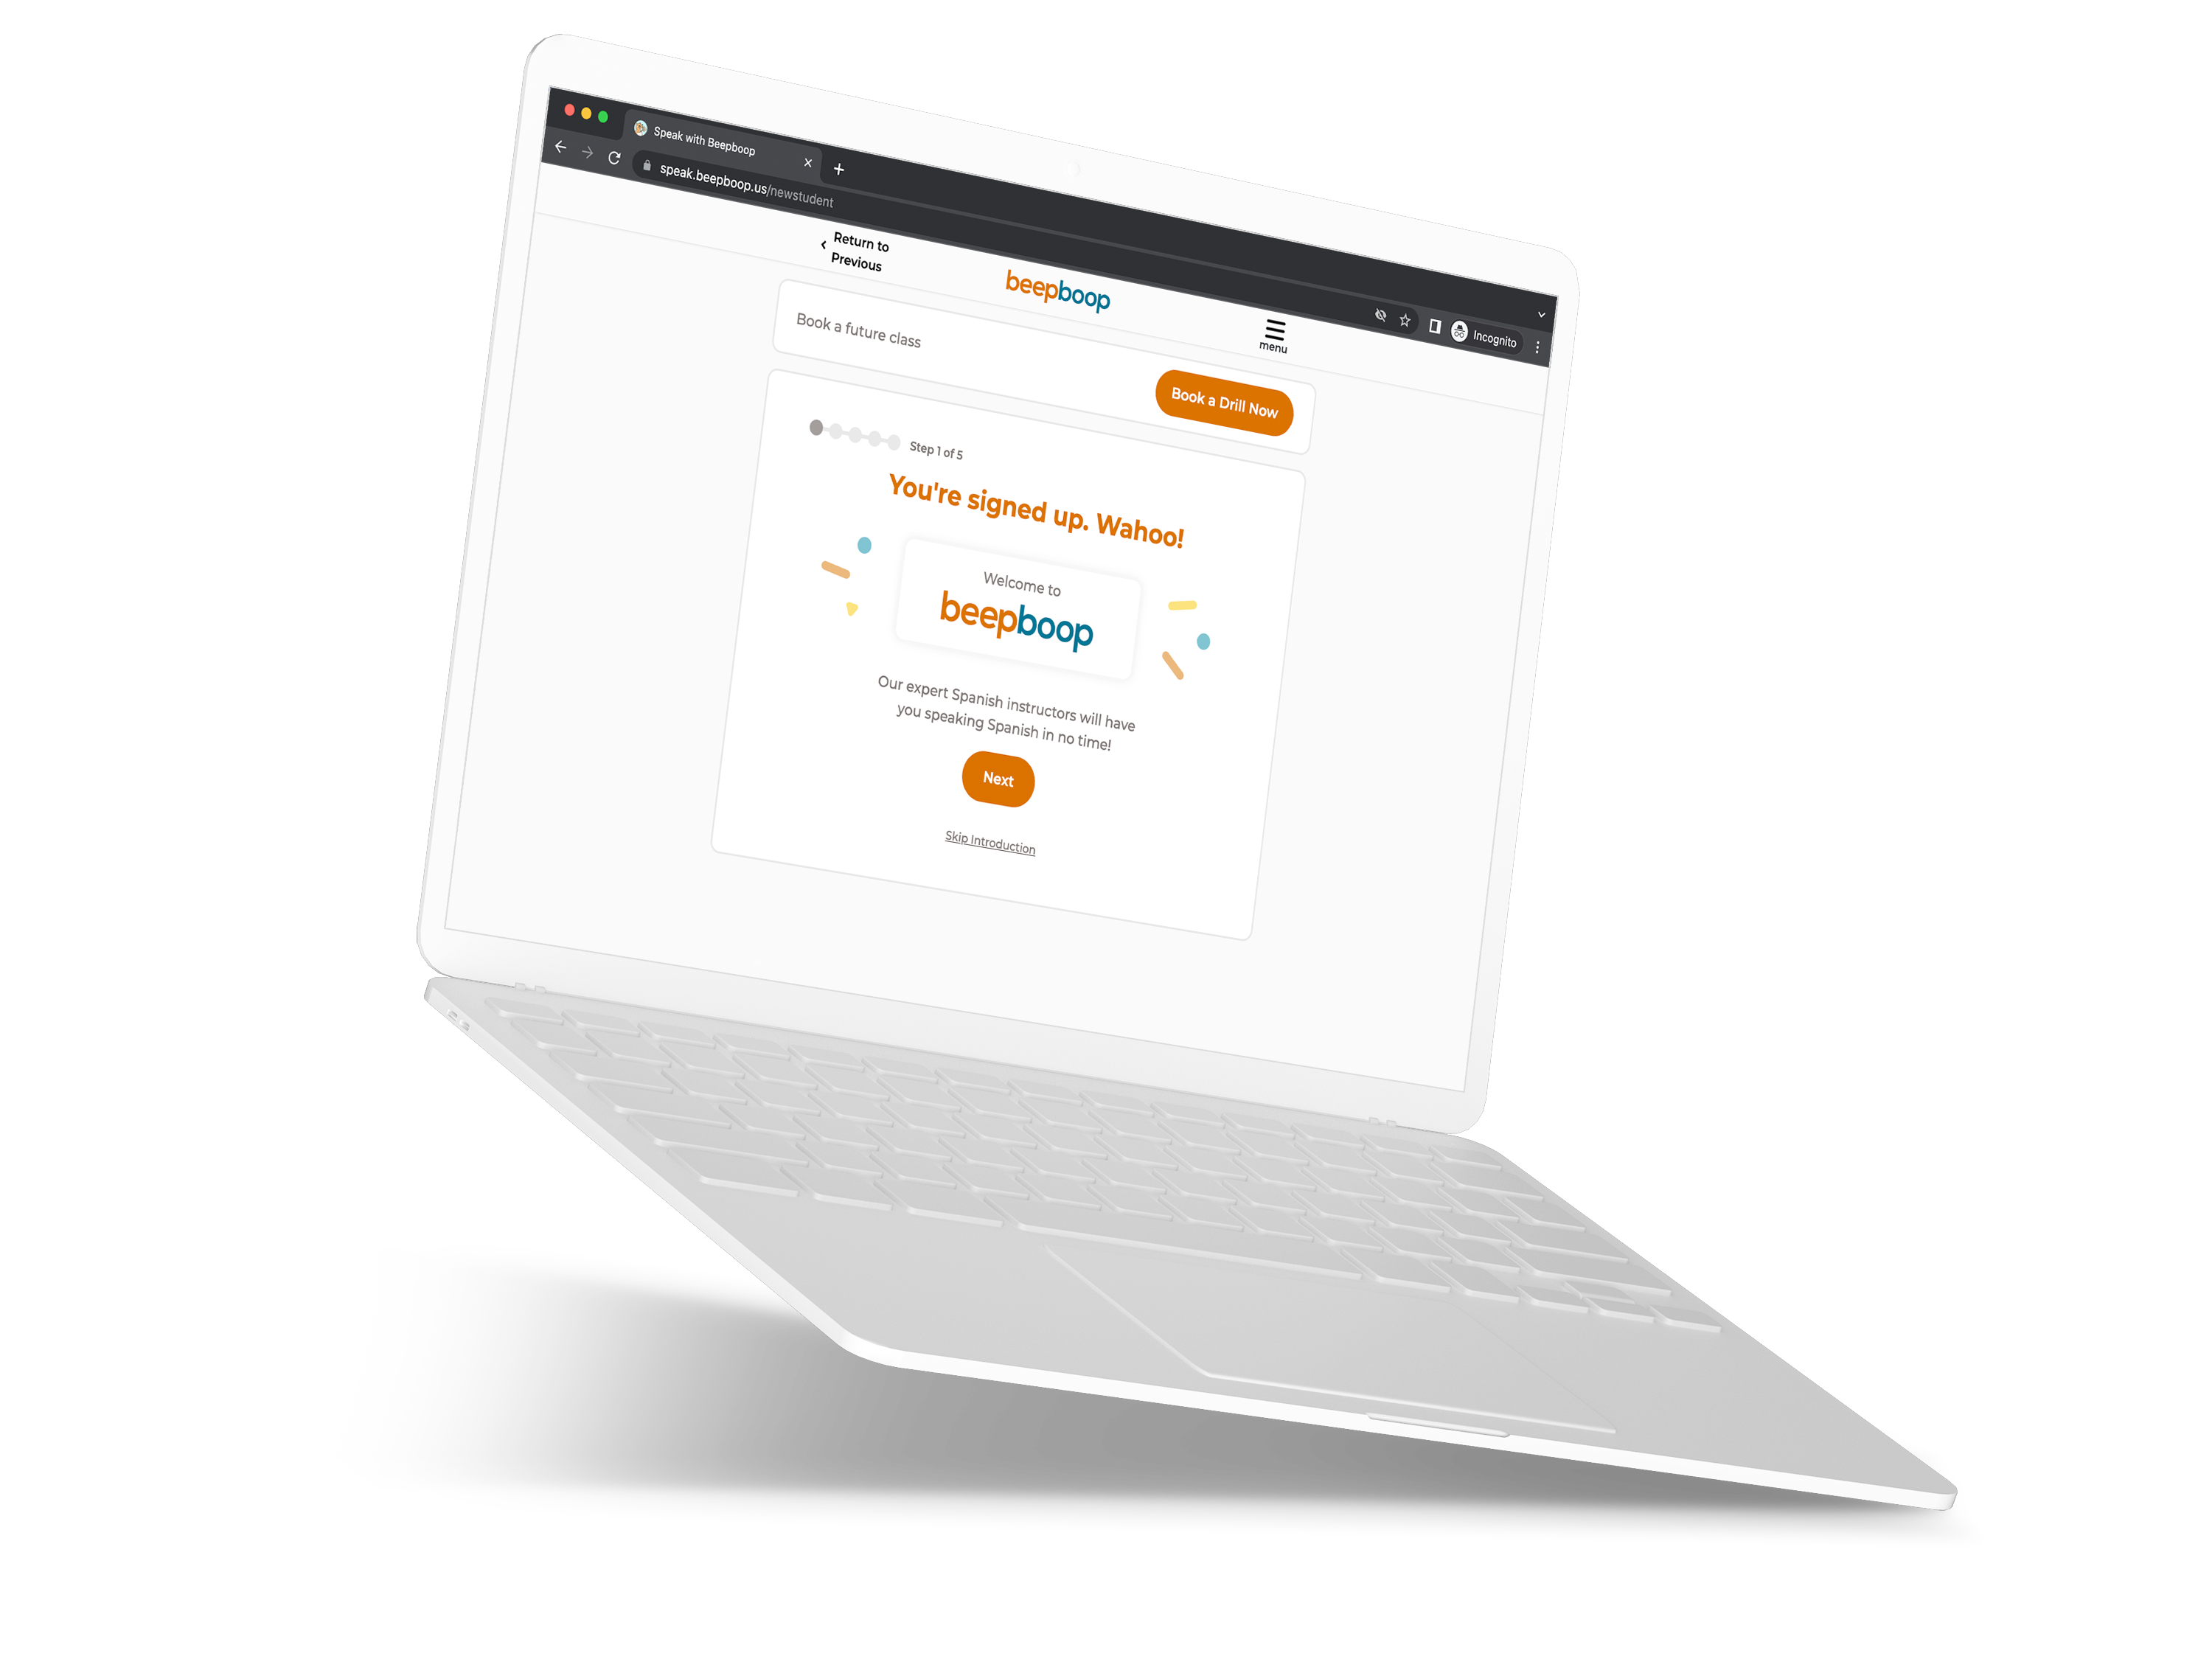 Speak with Beepboop
speak.beepboop.us/newstudent
Incognito
Return to
Previous
beepboop
menu
Book a future class
Book a Drill Now
Step 1 of 5
You're signed up. Wahoo!
Welcome to
beepboop
Our expert Spanish instructors will have
you speaking Spanish in no time!
Next
Skip Introduction